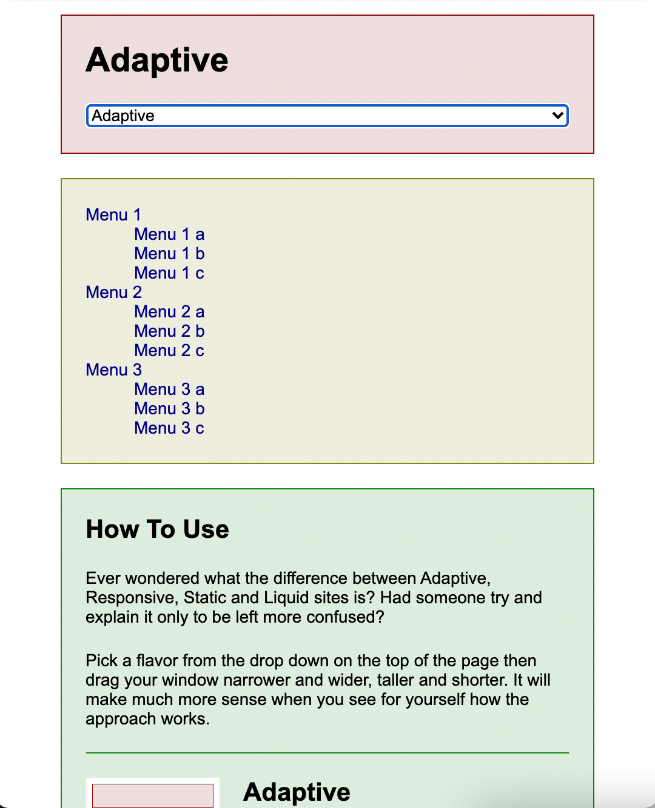 Adaptive
Adaptive
Menu 1
Menu 1 a
Menu 1 b
Menu 1 c
Menu 2
Menu 2 a
Menu 2 b
Menu 2 c
Menu 3
Menu 3 a
Menu 3 b
Menu 3 c
How To Use
Ever wondered what the difference between Adaptive,
Responsive, Static and Liquid sites is? Had someone try and
explain it only to be left more confused?
Pick a flavor from the drop down on the top of the page then
drag your window narrower and wider, taller and shorter. It will
make much more sense when you see for yourself how the
approach works.
Adaptive